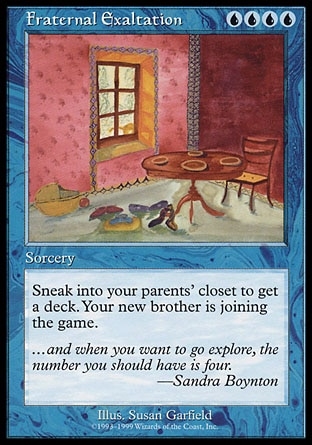 Fraternal Exaltation
Sorcery
Sneak into your parents' closet to get
a deck. Your new brother is joining
the game.
…and when you want to go explore, the
number you should have is four.
—Sandra Boynton
Illus. Susan Garfield
©1993–1999 Wizards of the Coast, Inc.